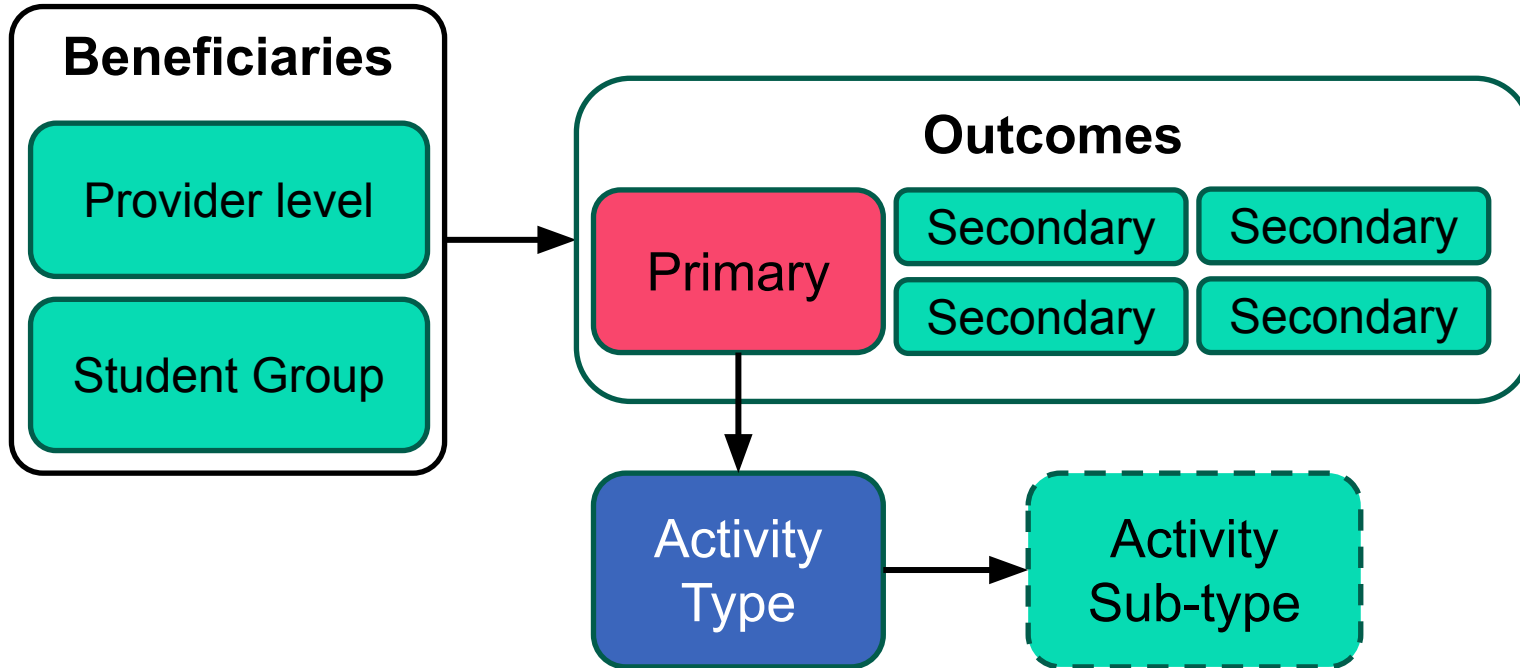 Beneficiaries
Provider level
Student Group
Outcomes
Primary
Secondary
Secondary
Secondary
Secondary
Activity
Type
Activity
Sub-type